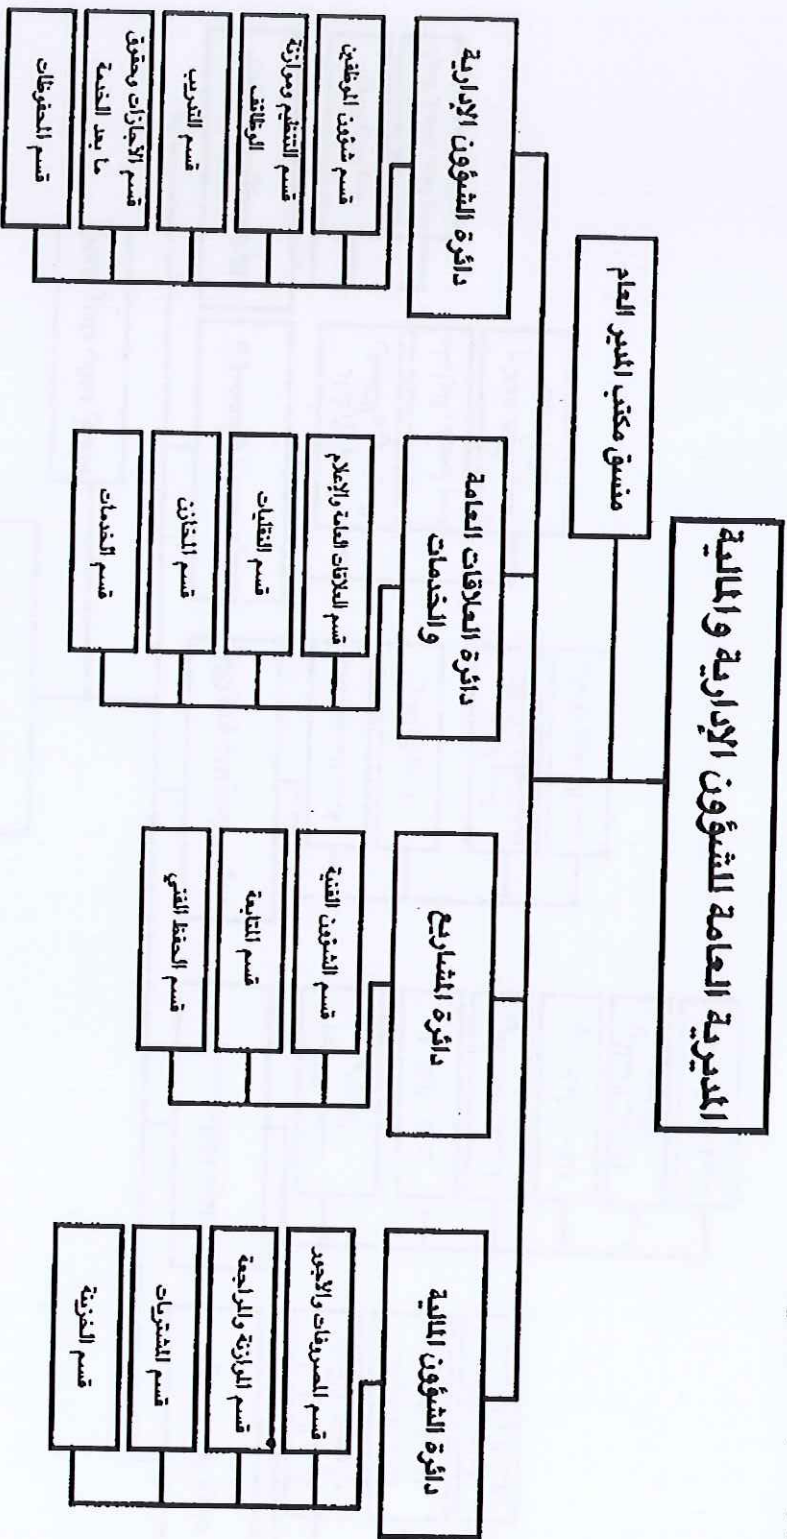 المديرية العامة للشؤون الإدارية والمالية
منسق مكتب المدير العام
دائرة الشؤون الإدارية
قسم شؤون الموظفين
قسم التنظيم وموازنة
الوظائف
قسم التدريب
قسم الأجازات وحقوق
ما بعد الخدمة
قسم المحفوظات
دائرة العلاقات العامة
والخدمات
قسم العلاقات العامة والإعلام
قسم النقليات
قسم المخازن
قسم الخدمات
دائرة المشاريع
قسم الشؤون الفنية
قسم المتابعة
قسم الحفظ الفني
دائرة الشؤون المالية
قسم المصروفات والأجور
قسم الموازنة والمراجعة
قسم المشتريات
قسم الخزينة